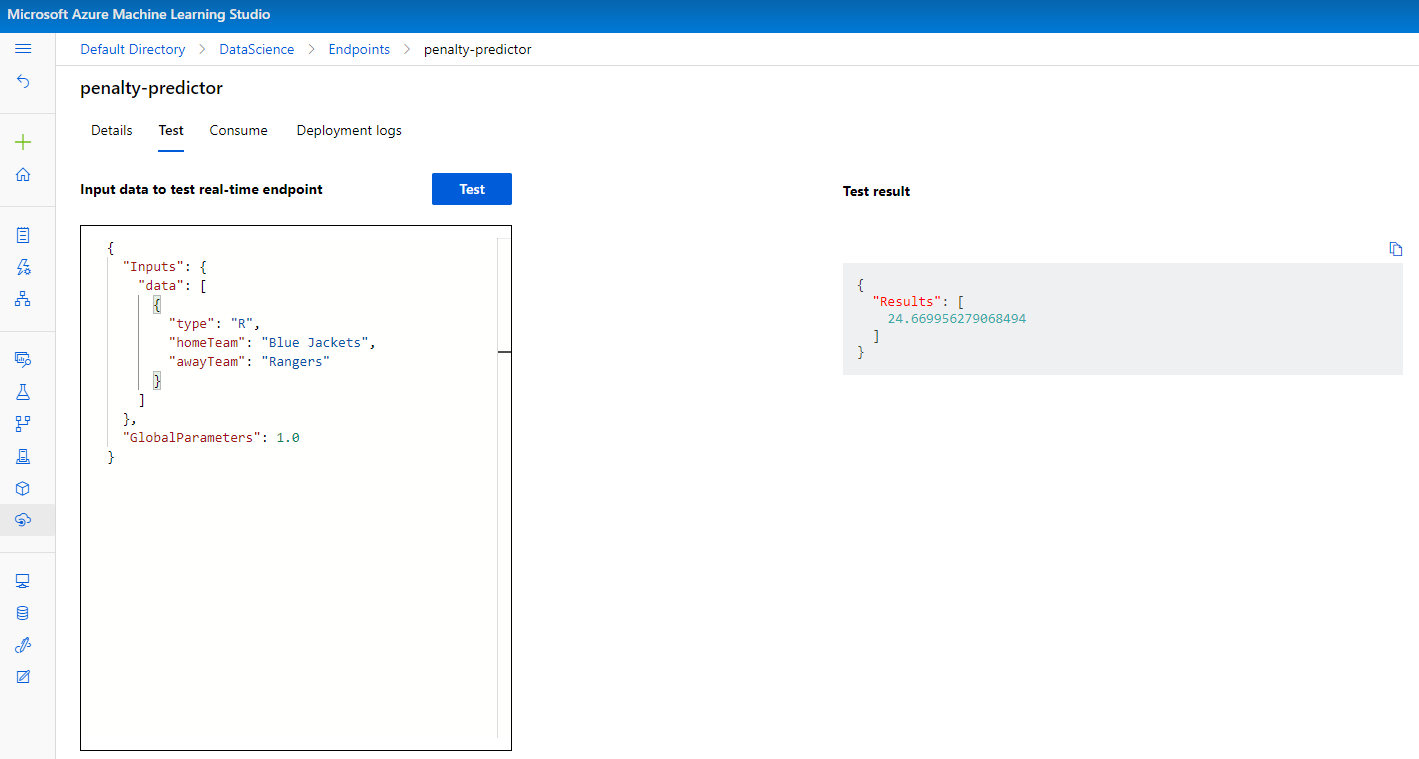 Microsoft Azure Machine Learning Studio
Default Directory > DataScience > Endpoints > penalty-predictor
penalty-predictor
Details Test Consume Deployment logs
Input data to test real-time endpoint
Test
{
"Inputs": {
"data": [
{
"type": "R",
"homeTeam": "Blue Jackets",
"awayTeam": "Rangers"
}
]
},
"GlobalParameters": 1.0
}
Test result
{
"Results": [
24.669956279068494
]
}